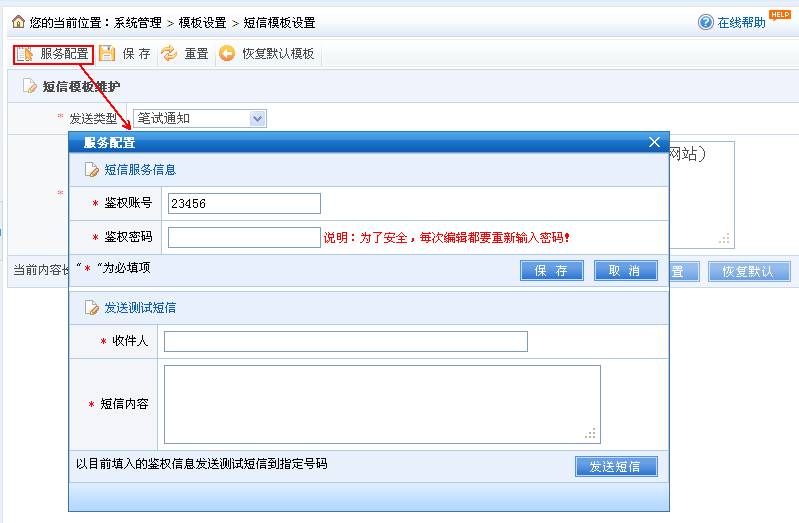 您的当前位置：系统管理 > 模板设置 > 短信模板设置
在线帮助 HELP
服务配置 保存 重置 恢复默认模板
短信模板维护
* 发送类型 笔试通知
服务配置
网站）
短信服务信息
* 鉴权账号 23456
*
* 鉴权密码 说明：为了安全，每次编辑都要重新输入密码！
当前内容
"*"为必填项 保存 取消
置 恢复默认
发送测试短信
* 收件人
* 短信内容
以目前填入的鉴权信息发送测试短信到指定号码 发送短信